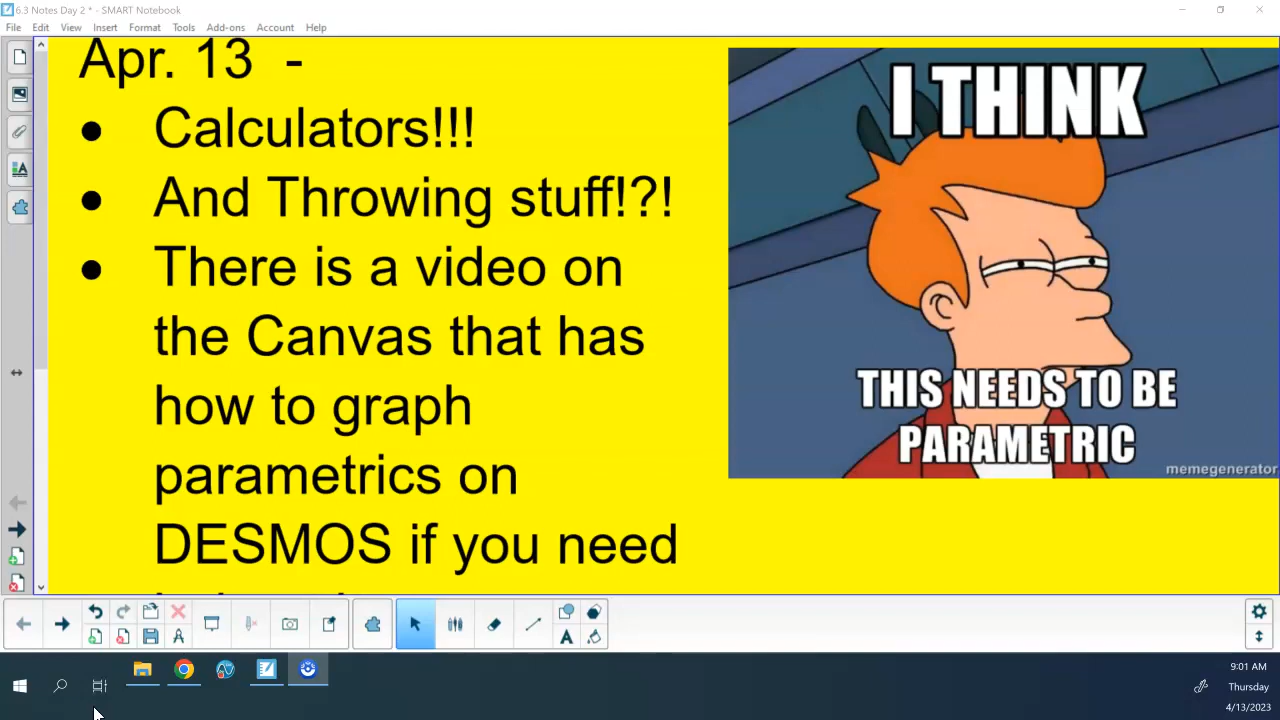 6.3 Notes Day 2 * - SMART Notebook
File Edit View Insert Format Tools Add-ons Account Help
Apr. 13 -
● Calculators!!!
● And Throwing stuff!?!
● There is a video on
the Canvas that has
how to graph
parametrics on
DESMOS if you need
I THINK
THIS NEEDS TO BE
PARAMETRIC
memegenerator
9:01 AM
Thursday
4/13/2023